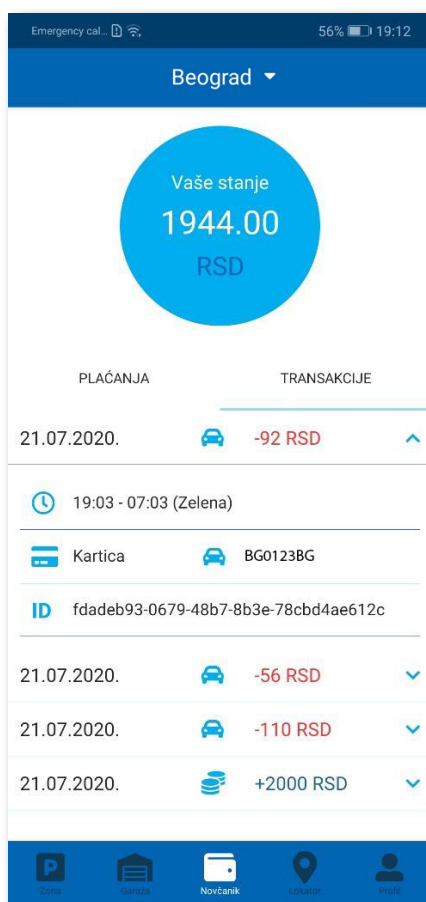 Emergency cal... 56% 19:12
Beograd
Vaše stanje
1944.00
RSD
PLAĆANJA TRANSAKCIJE
21.07.2020. -92 RSD
19:03 - 07:03 (Zelena)
Kartica BG0123BG
ID fdadeb93-0679-48b7-8b3e-78cbd4ae612c
21.07.2020. -56 RSD
21.07.2020. -110 RSD
21.07.2020. +2000 RSD
P
Zona Garaža Novčanik Lokator Profil